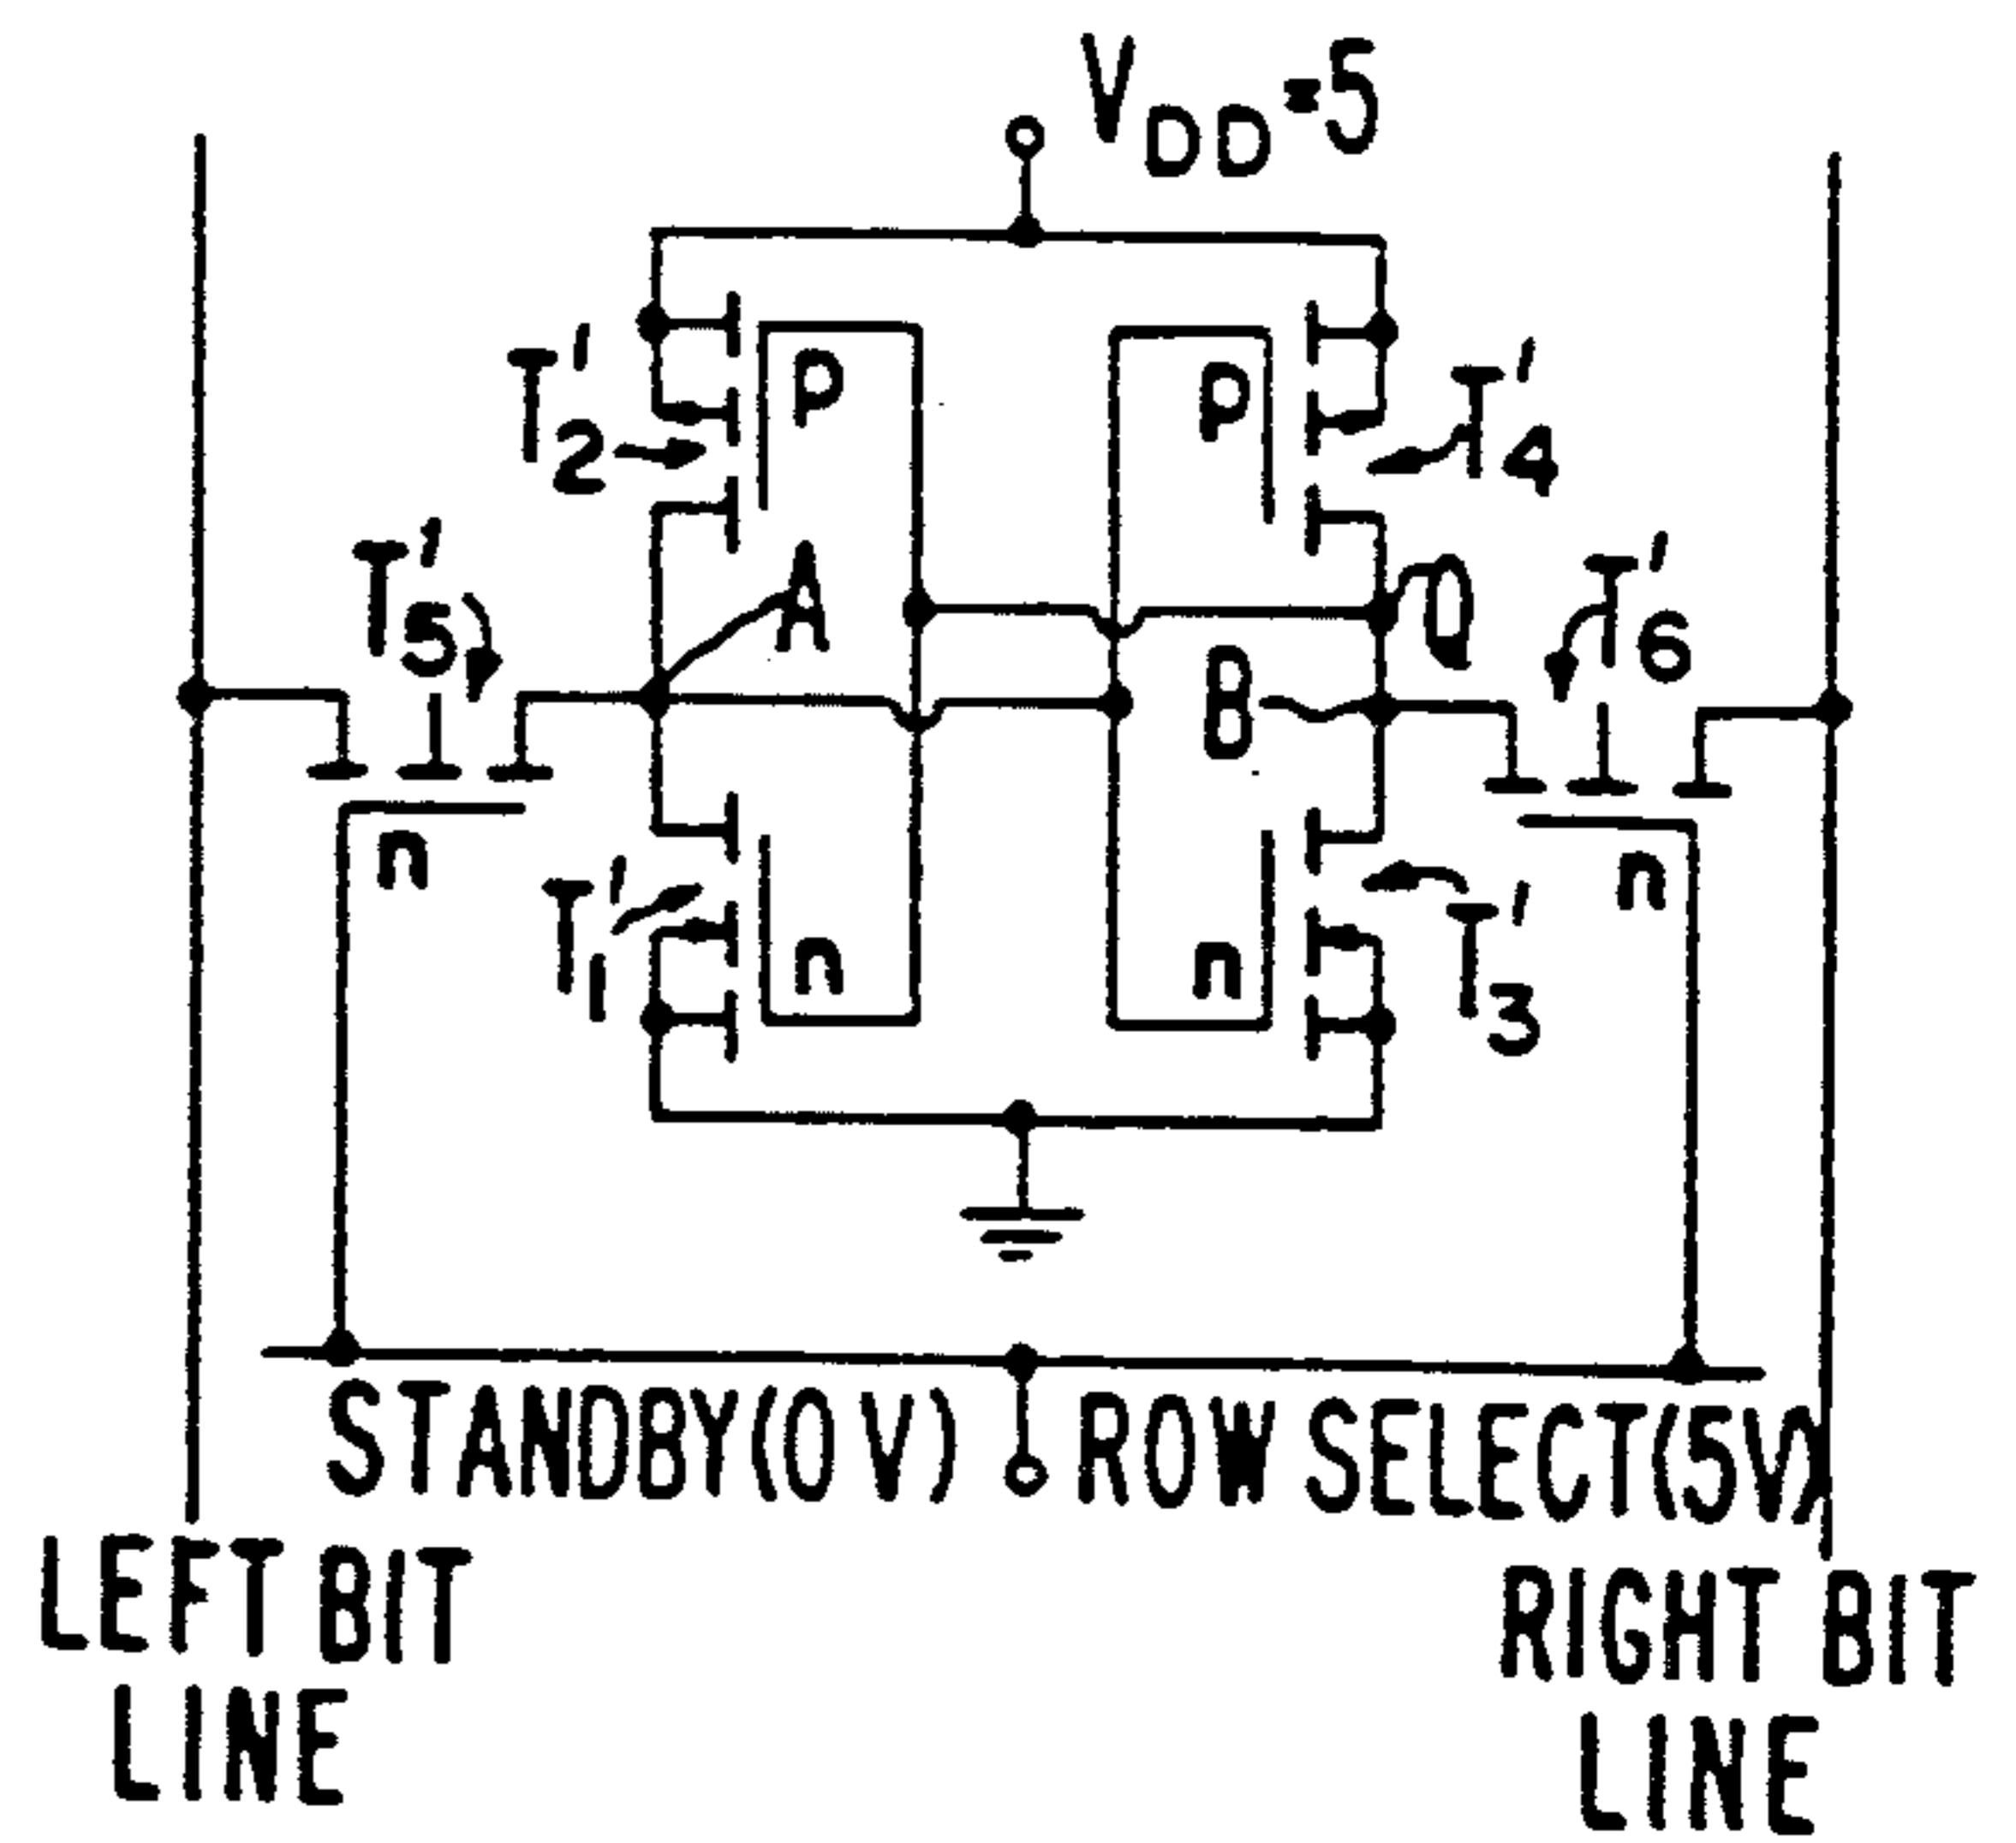 VDD=5
T'2
P
P
T'4
T'5
A
Q
T'6
B
n
n
T'1
n
n
T'3
STANDBY(0V) ROW SELECT(5V)
LEFT BIT
LINE
RIGHT BIT
LINE